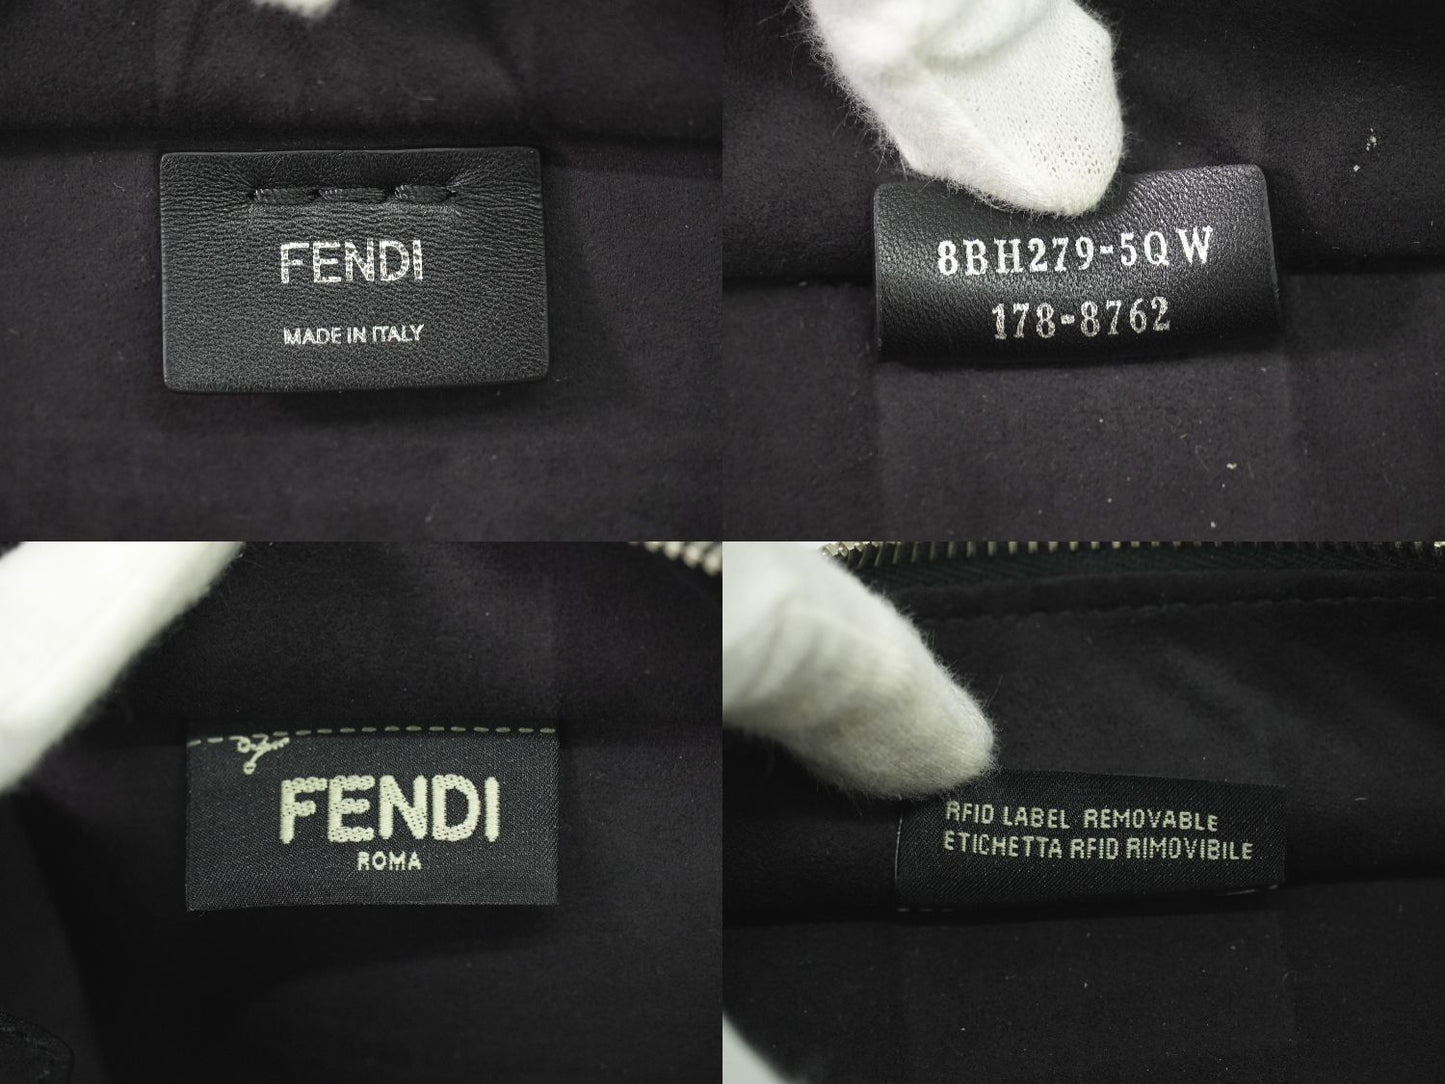 FENDI
MADE IN ITALY
8BH279-5QW
178-8762
FENDI
ROMA
RFID LABEL REMOVABLE
ETICHETTA RFID RIMOVIBILE